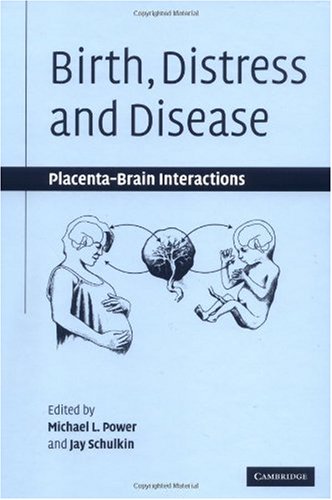 Birth, Distress
and Disease
Placenta–Brain Interactions
Edited by
Michael L. Power
and Jay Schulkin
CAMBRIDGE